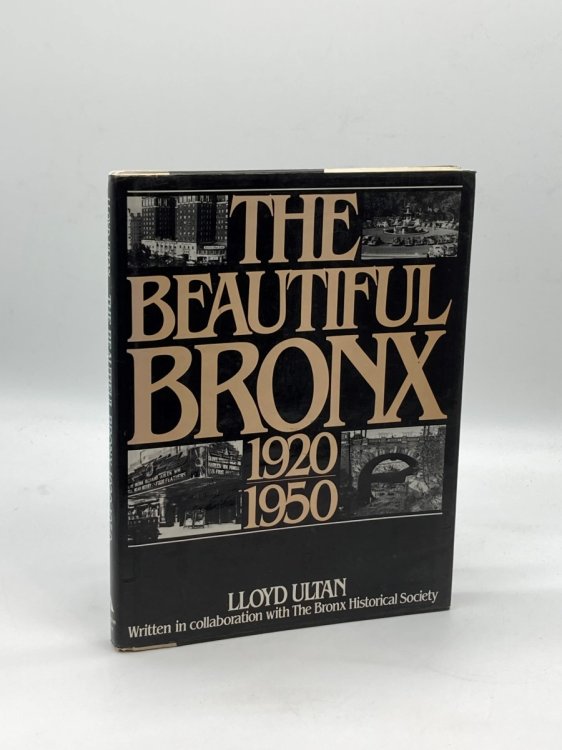 THE
BEAUTIFUL
BRONX
1920
1950
LLOYD ULTAN
Written in collaboration with The Bronx Historical Society